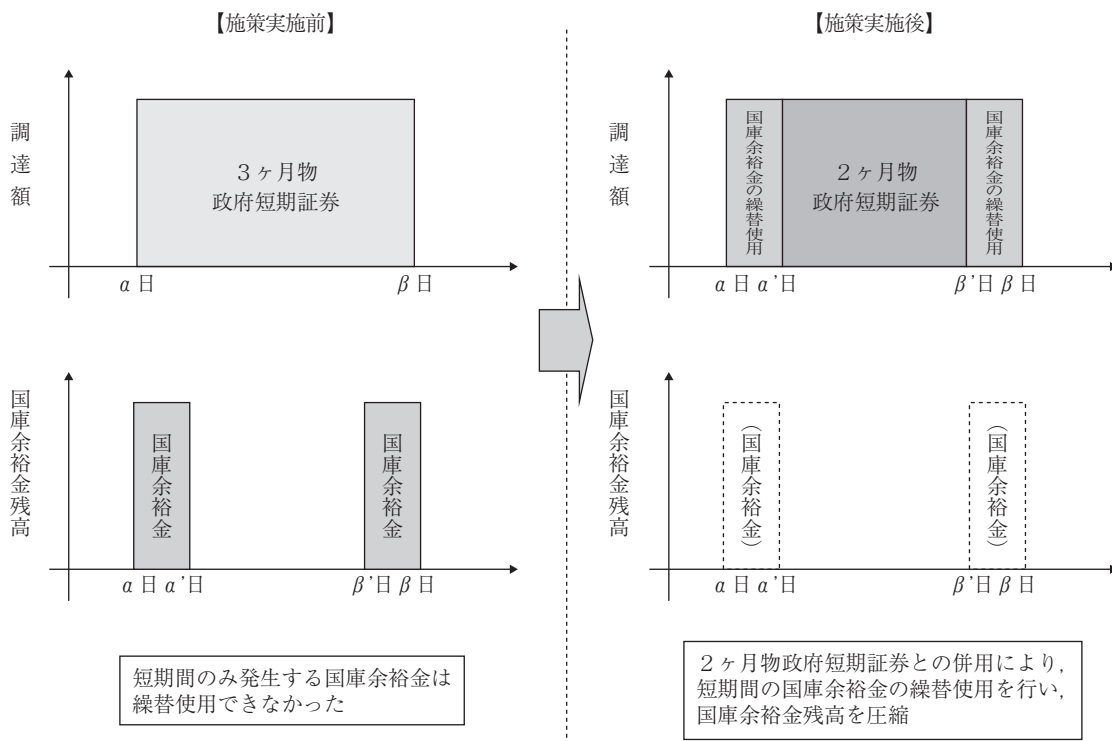 【施策実施前】
調達額
3ヶ月物
政府短期証券
α日
β日
国庫余裕金残高
国庫余裕金
国庫余裕金
α日 α'日
β'日 β日
短期間のみ発生する国庫余裕金は
繰替使用できなかった
【施策実施後】
調達額
国庫余裕金の繰替使用
2ヶ月物
政府短期証券
国庫余裕金の繰替使用
α日 α'日
β'日 β日
国庫余裕金残高
(国庫余裕金)
(国庫余裕金)
α日 α'日
β'日 β日
2ヶ月物政府短期証券との併用により,
短期間の国庫余裕金の繰替使用を行い,
国庫余裕金残高を圧縮